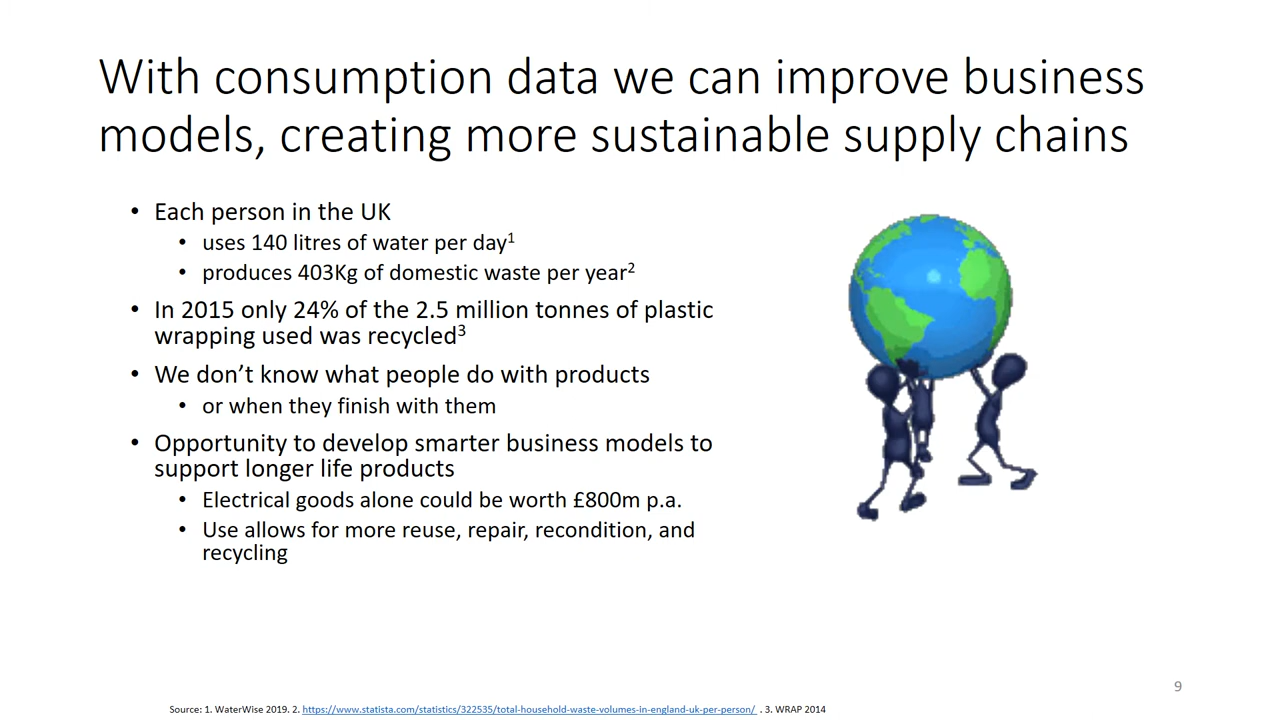 With consumption data we can improve business
models, creating more sustainable supply chains
• Each person in the UK
• uses 140 litres of water per day¹
• produces 403Kg of domestic waste per year²
• In 2015 only 24% of the 2.5 million tonnes of plastic
wrapping used was recycled³
• We don’t know what people do with products
• or when they finish with them
• Opportunity to develop smarter business models to
support longer life products
• Electrical goods alone could be worth £800m p.a.
• Use allows for more reuse, repair, recondition, and
recycling
9
Source: 1. WaterWise 2019. 2. https://www.statista.com/statistics/322535/total-household-waste-volumes-in-england-uk-per-person/ . 3. WRAP 2014